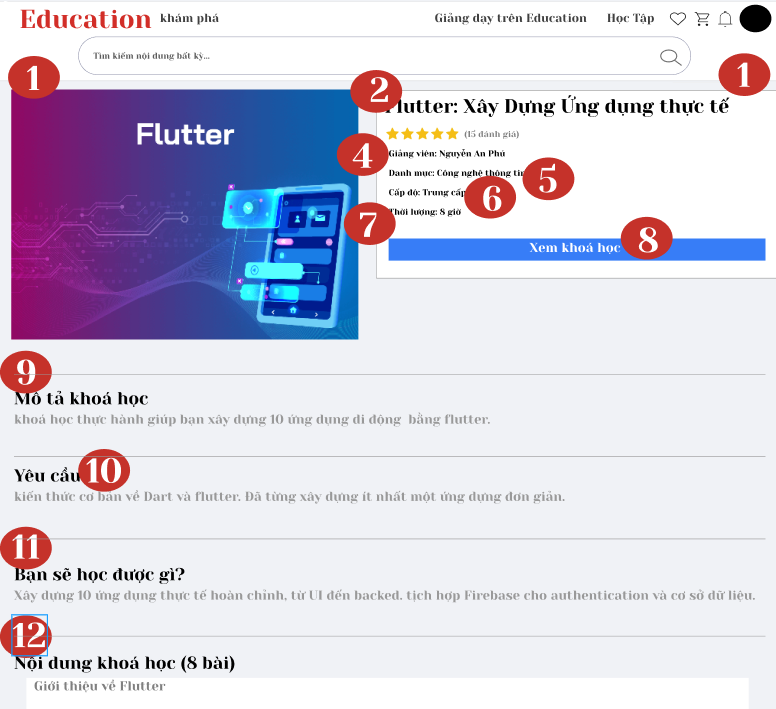 Education khám phá Giảng dạy trên Education Học Tập
Tìm kiếm nội dung bất kỳ...
1
1
2
Flutter: Xây Dựng Ứng dụng thực tế
Flutter
(15 đánh giá)
4
Giảng viên: Nguyễn An Phú
Danh mục: Công nghệ thông tin
5
Cấp độ: Trung cấp
6
7
Thời lượng: 8 giờ
Xem khoá học
8
9
Mô tả khoá học
khoá học thực hành giúp bạn xây dựng 10 ứng dụng di động bằng flutter.
Yêu cầu
10
kiến thức cơ bản về Dart và flutter. Đã từng xây dựng ít nhất một ứng dụng đơn giản.
11
Bạn sẽ học được gì?
Xây dựng 10 ứng dụng thực tế hoàn chỉnh, từ UI đến backed. tịch hợp Firebase cho authentication và cơ sở dữ liệu.
12
Nội dung khoá học (8 bài)
Giới thiệu về Flutter